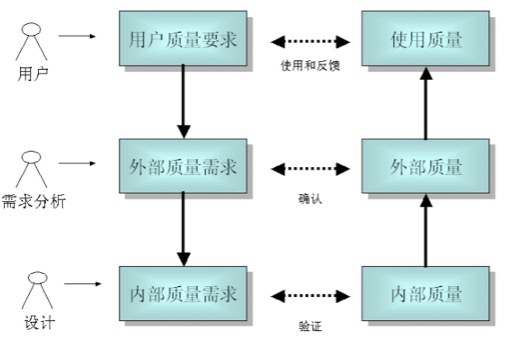 用户质量要求
使用质量
使用和反馈
用户
外部质量需求
外部质量
确认
需求分析
内部质量需求
内部质量
验证
设计